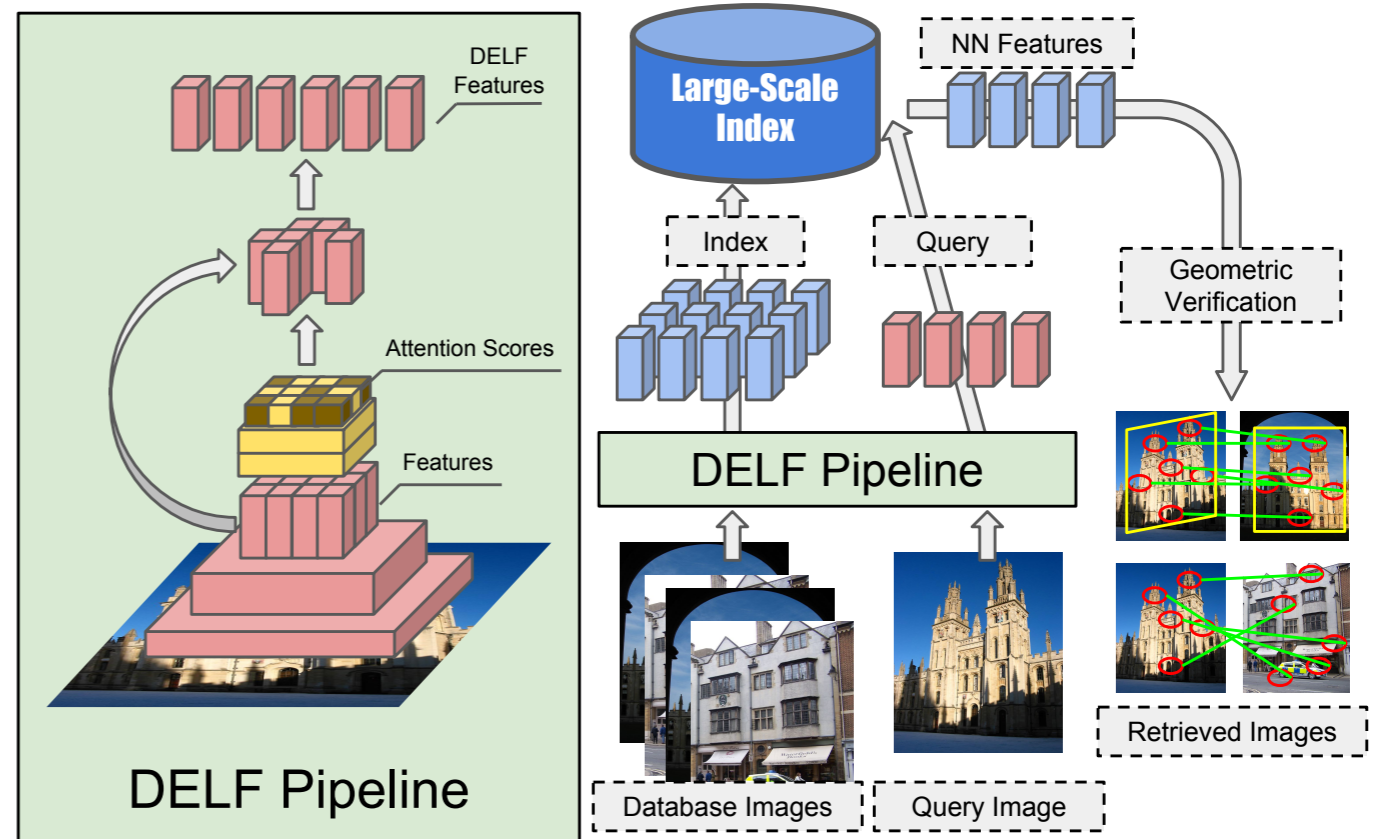 DELF
Features
Attention Scores
Features
DELF Pipeline
Large-Scale
Index
NN Features
Index
Query
Geometric
Verification
DELF Pipeline
Database Images
Query Image
Retrieved Images